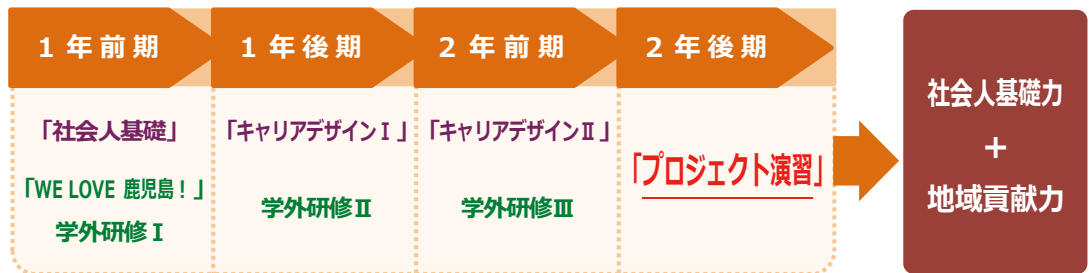 1年前期
1年後期
2年前期
2年後期
「社会人基礎」
「WE LOVE 鹿児島!」
学外研修Ⅰ
「キャリアデザインⅠ」
学外研修Ⅱ
「キャリアデザインⅡ」
学外研修Ⅲ
「プロジェクト演習」
社会人基礎力
+
地域貢献力